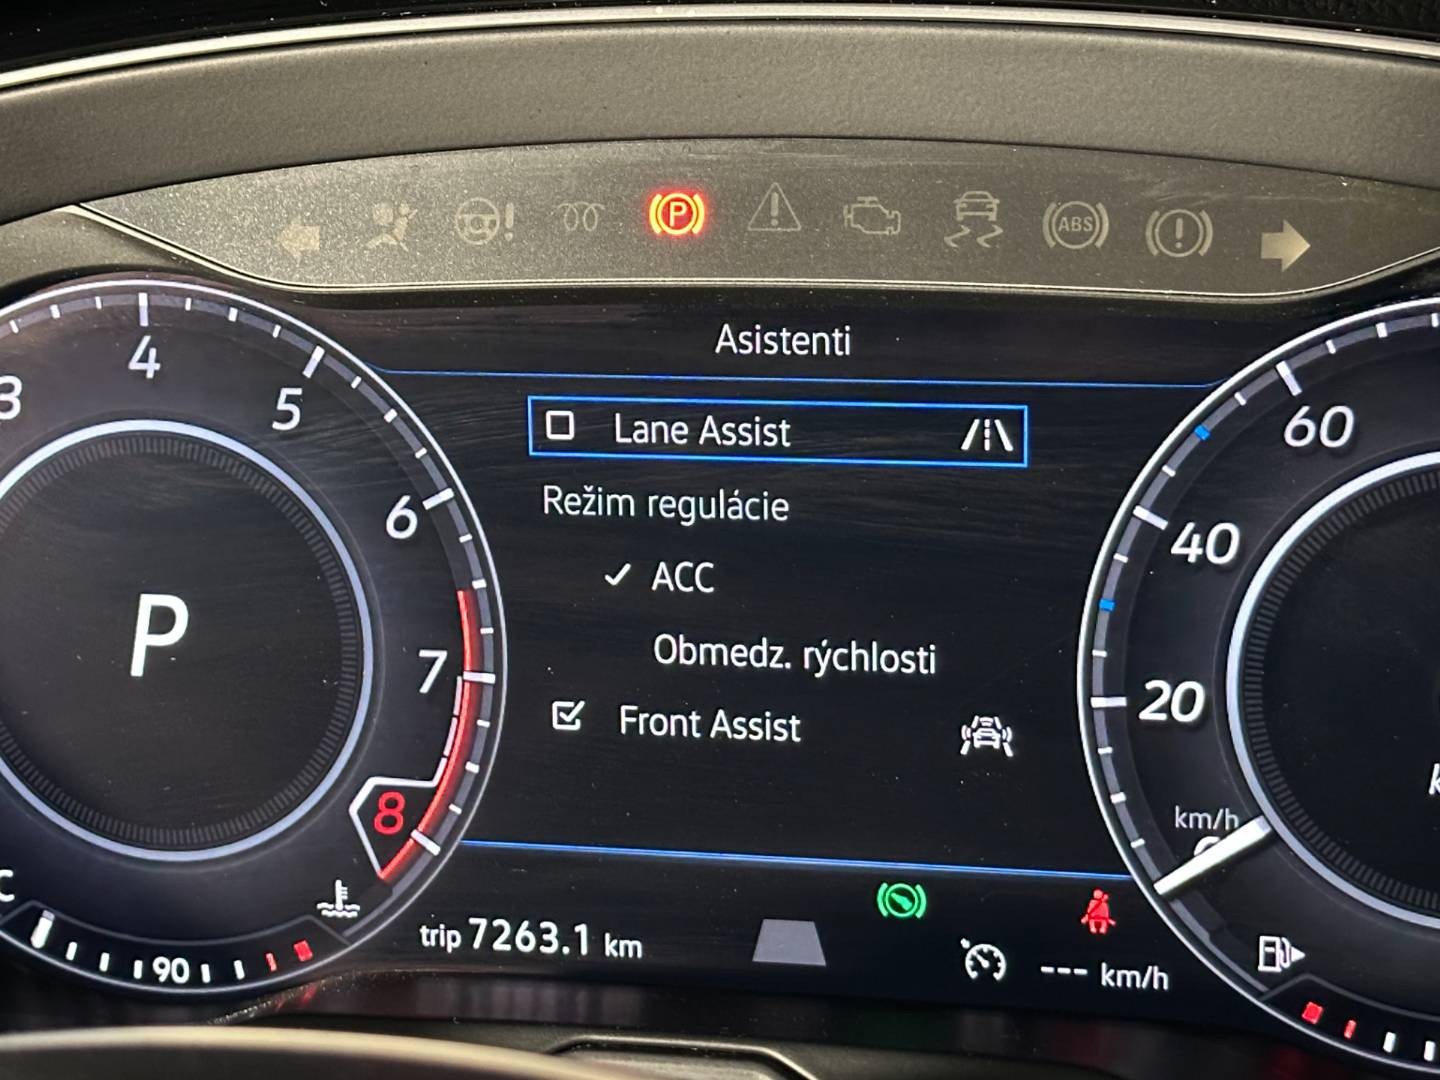 P
ABS
Asistenti
Lane Assist
Režim regulácie
✓ ACC
Obmedz. rýchlosti
Front Assist
3
4
5
6
7
8
P
C
90
trip 7263.1 km
--- km/h
60
40
20
km/h